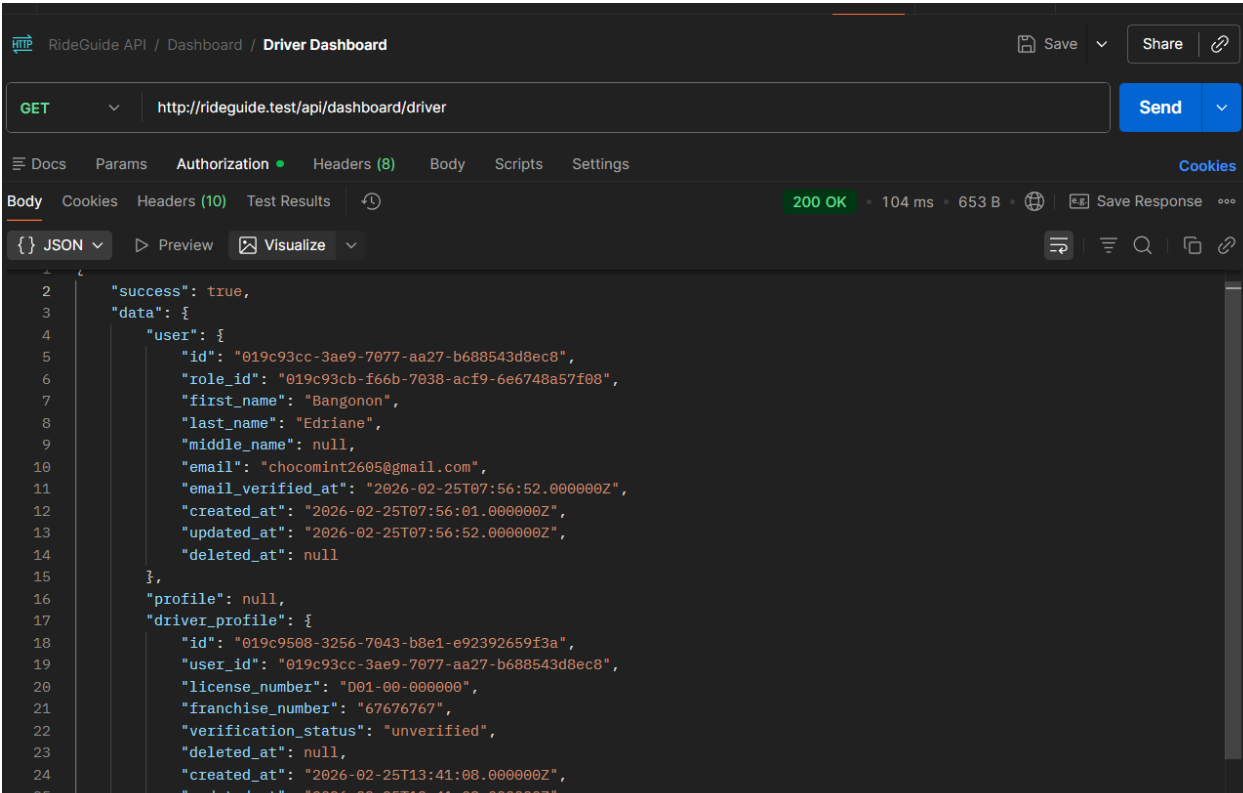 HTTP RideGuide API / Dashboard / Driver Dashboard Save Share
GET http://rideguide.test/api/dashboard/driver Send
Docs Params Authorization Headers (8) Body Scripts Settings Cookies
Body Cookies Headers (10) Test Results 200 OK • 104 ms • 653 B • e.g. Save Response
{} JSON Preview Visualize
1 {
2 "success": true,
3 "data": {
4 "user": {
5 "id": "019c93cc-3ae9-7077-aa27-b688543d8ec8",
6 "role_id": "019c93cb-f66b-7038-acf9-6e6748a57f08",
7 "first_name": "Bangonon",
8 "last_name": "Edriane",
9 "middle_name": null,
10 "email": "chocomint2605@gmail.com",
11 "email_verified_at": "2026-02-25T07:56:52.000000Z",
12 "created_at": "2026-02-25T07:56:01.000000Z",
13 "updated_at": "2026-02-25T07:56:52.000000Z",
14 "deleted_at": null
15 },
16 "profile": null,
17 "driver_profile": {
18 "id": "019c9508-3256-7043-b8e1-e92392659f3a",
19 "user_id": "019c93cc-3ae9-7077-aa27-b688543d8ec8",
20 "license_number": "D01-00-000000",
21 "franchise_number": "67676767",
22 "verification_status": "unverified",
23 "deleted_at": null,
24 "created_at": "2026-02-25T13:41:08.000000Z",